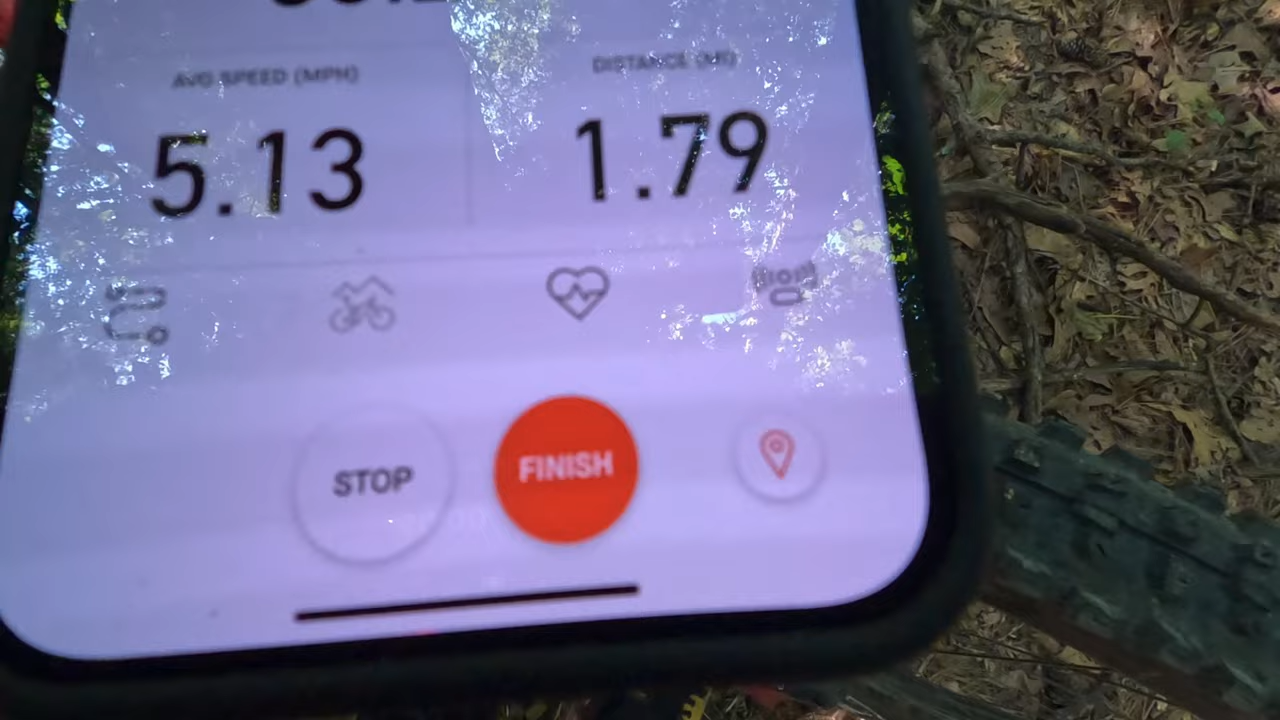 AVG SPEED (MPH)
DISTANCE (MI)
5.13
1.79
STOP
FINISH